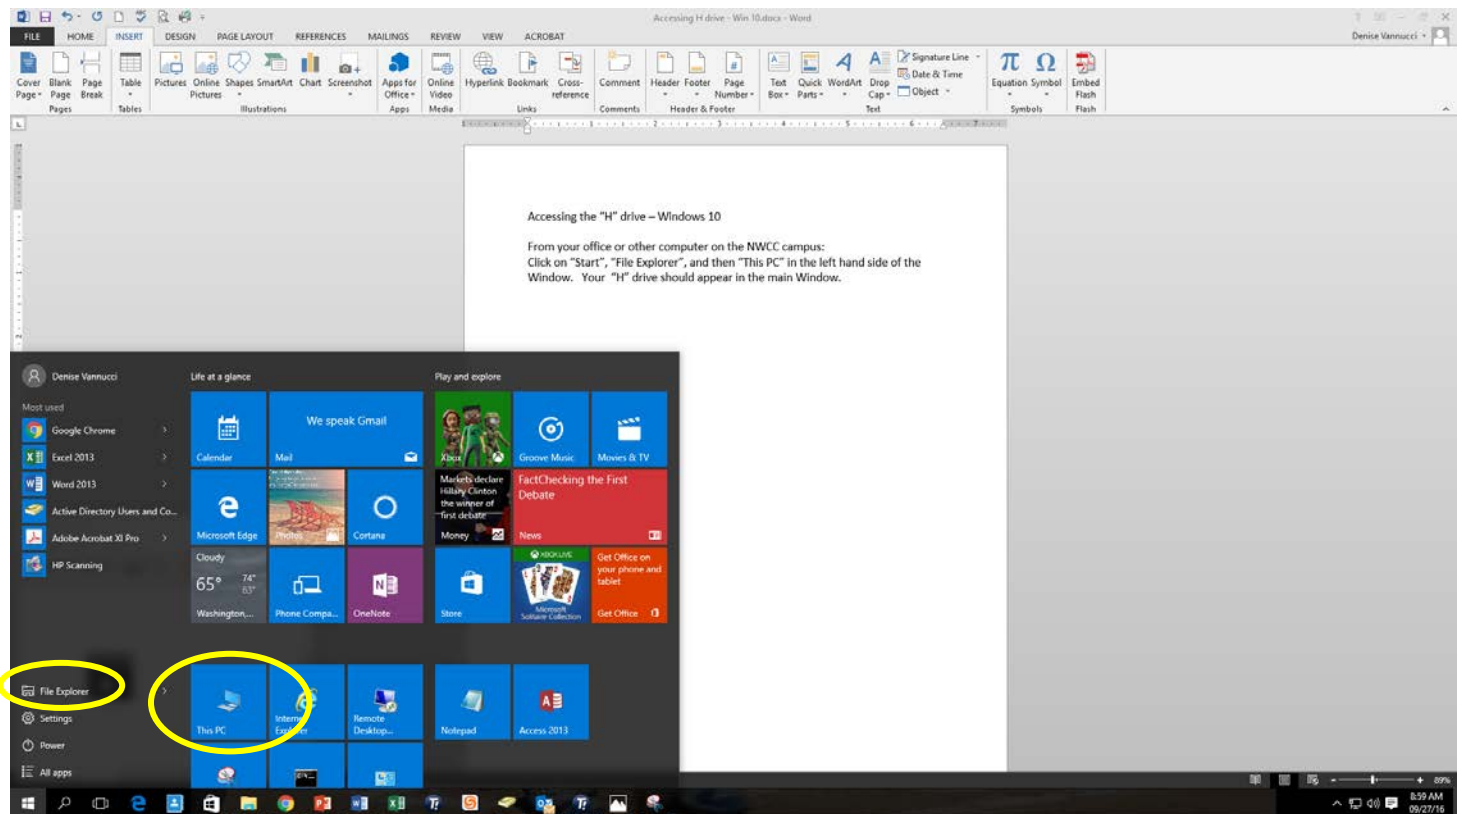 Accessing H drive - Win 10.docx - Word
FILE HOME INSERT DESIGN PAGE LAYOUT REFERENCES MAILINGS REVIEW VIEW ACROBAT
Denise Vannucci
Cover Page
Blank Page
Page Break
Pages
Table
Tables
Pictures
Online Pictures
Shapes
SmartArt
Chart
Screenshot
Illustrations
Apps for Office
Apps
Online Video
Media
Hyperlink
Bookmark
Cross-reference
Links
Comment
Comments
Header
Footer
Page Number
Header & Footer
Text Box
Quick Parts
WordArt
Drop Cap
Signature Line
Date & Time
Object
Text
Equation
Symbol
Symbols
Embed Flash
Flash
Accessing the "H" drive – Windows 10
From your office or other computer on the NWCC campus:
Click on "Start", "File Explorer", and then "This PC" in the left hand side of the
Window.   Your "H" drive should appear in the main Window.
Denise Vannucci
Most used
Google Chrome
Excel 2013
Word 2013
Active Directory Users and Co...
Adobe Acrobat XI Pro
HP Scanning
File Explorer
Settings
Power
All apps
Life at a glance
Calendar
We speak Gmail
Mail
Microsoft Edge
Photos
Cortana
Cloudy
65° 74°
63°
Washington,...
Phone Compa...
OneNote
Play and explore
Xbox
Groove Music
Movies & TV
Markets declare
Hillary Clinton
the winner of
first debate
Money
FactChecking the First
Debate
News
Store
XBOX LIVE
Microsoft
Solitaire Collection
Get Office on
your phone and
tablet
Get Office
This PC
Internet
Explorer
Remote
Desktop...
Notepad
Access 2013
89%
8:59 AM
09/27/16